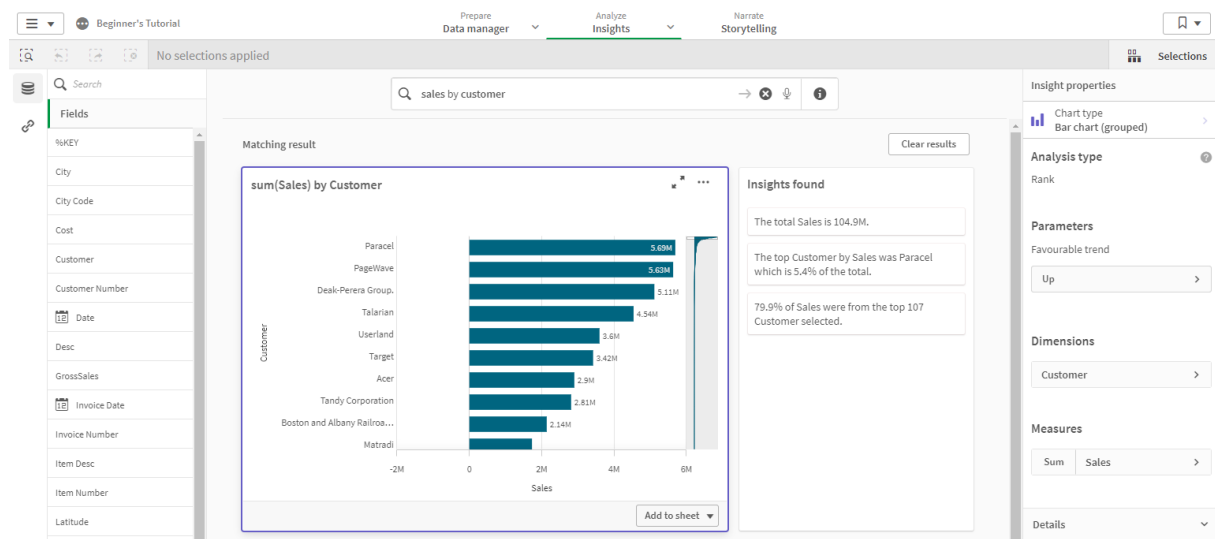 Beginner's Tutorial
Prepare
Data manager
Analyze
Insights
Narrate
Storytelling
No selections applied
Selections
Search
Fields
%KEY
City
City Code
Cost
Customer
Customer Number
12 Date
Desc
GrossSales
12 Invoice Date
Invoice Number
Item Desc
Item Number
Latitude
sales by customer
Matching result
Clear results
sum(Sales) by Customer
Customer
Paracel 5.69M
PageWave 5.63M
Deak-Perera Group. 5.11M
Talarian 4.54M
Userland 3.6M
Target 3.42M
Acer 2.9M
Tandy Corporation 2.81M
Boston and Albany Railroa... 2.14M
Matradi
-2M 0 2M 4M 6M
Sales
Add to sheet
Insights found
The total Sales is 104.9M.
The top Customer by Sales was Paracel
which is 5.4% of the total.
79.9% of Sales were from the top 107
Customer selected.
Insight properties
Chart type
Bar chart (grouped)
Analysis type
Rank
Parameters
Favourable trend
Up
Dimensions
Customer
Measures
Sum Sales
Details